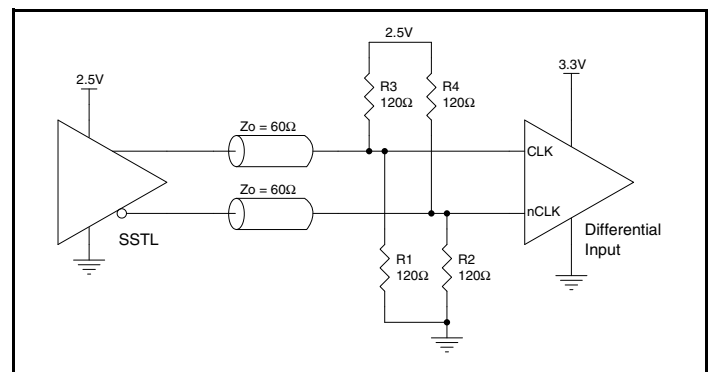 2.5V
2.5V
3.3V
R3
120Ω
R4
120Ω
Zo = 60Ω
CLK
Zo = 60Ω
nCLK
SSTL
Differential
Input
R1
120Ω
R2
120Ω